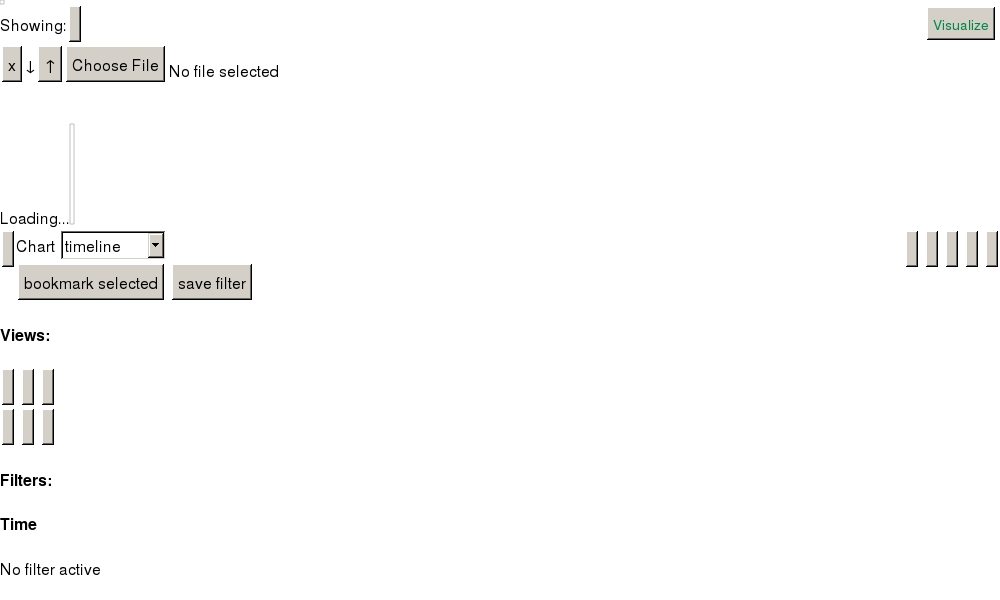 Showing:
Visualize
x ↓ ↑ Choose File No file selected
Loading...
Chart timeline
bookmark selected save filter
Views:
Filters:
Time
No filter active